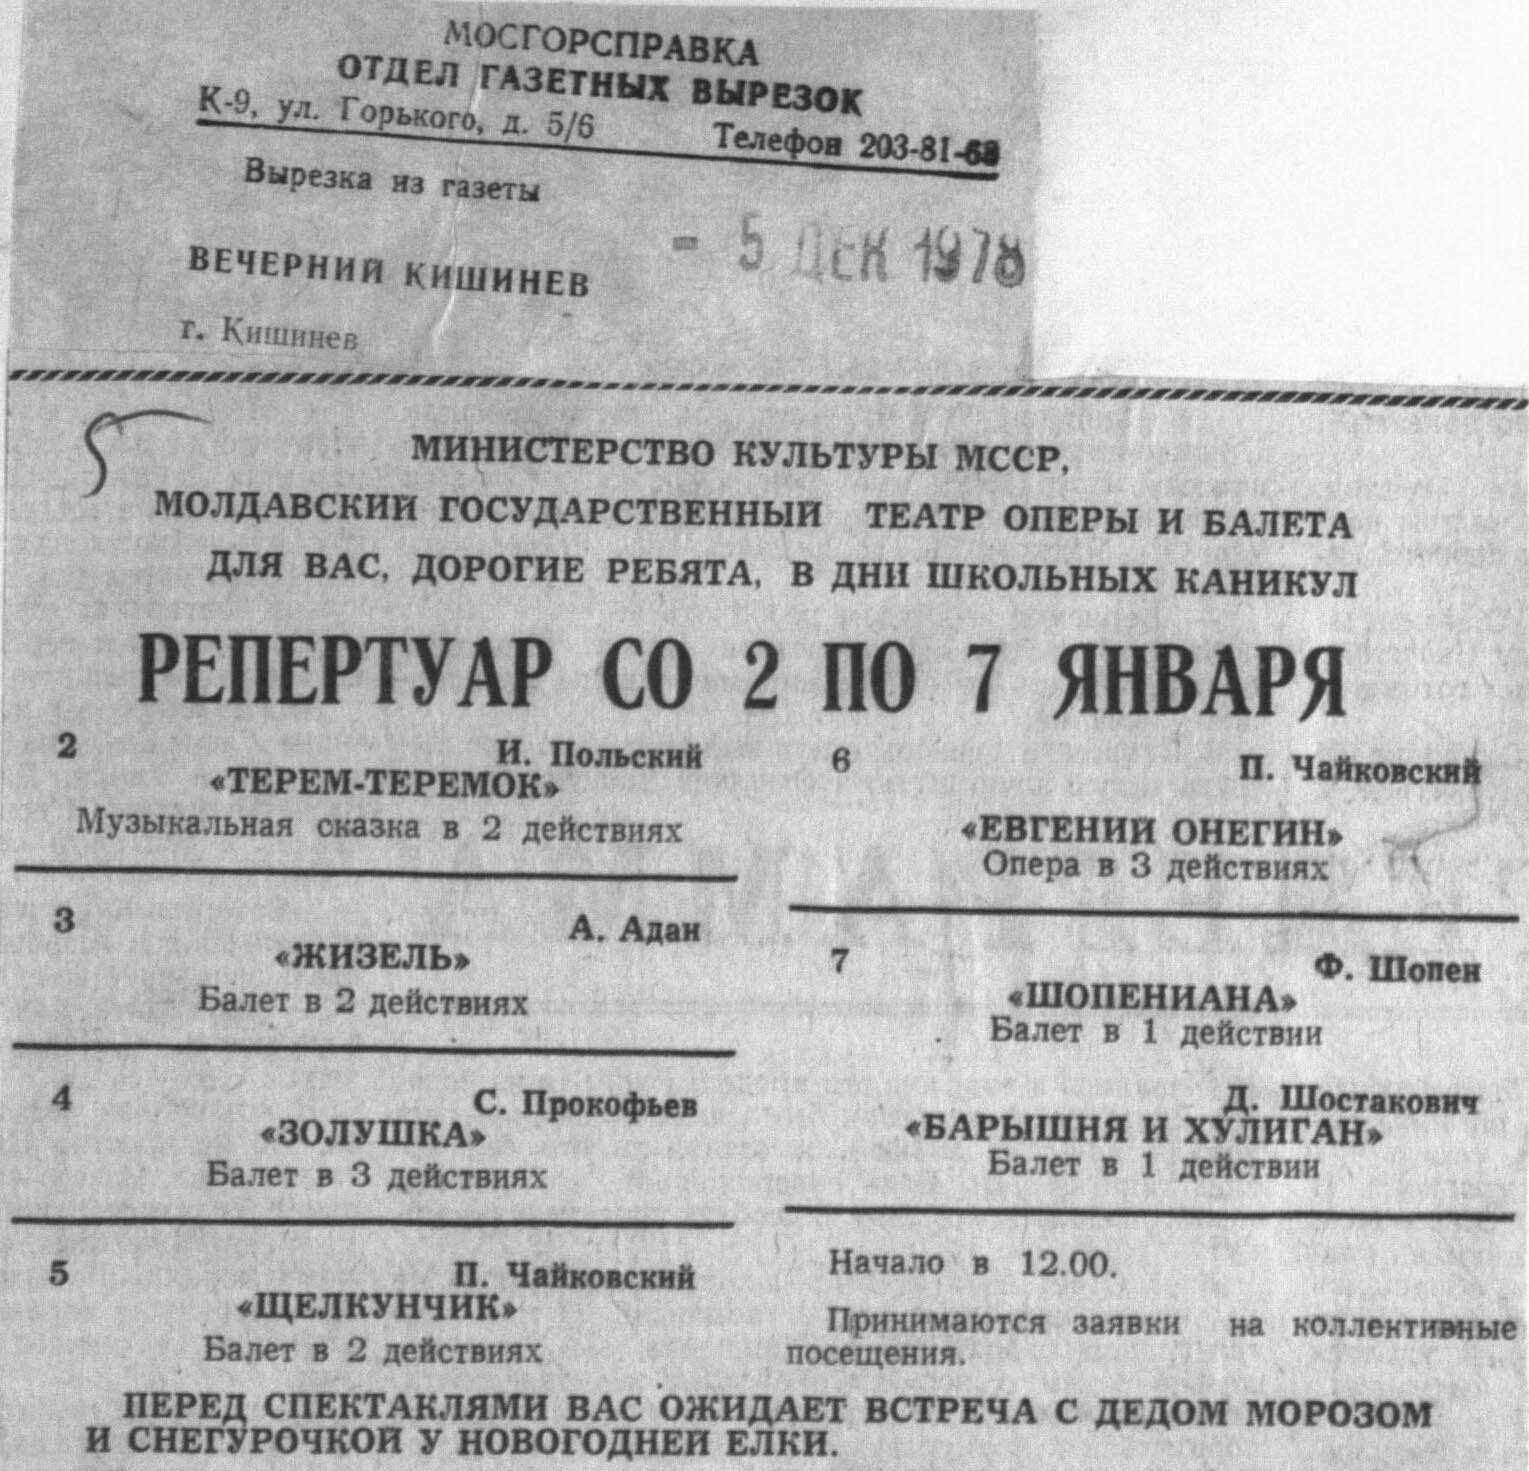 МОСГОРСПРАВКА
ОТДЕЛ ГАЗЕТНЫХ ВЫРЕЗОК
К-9, ул. Горького, д. 5/6 Телефон 203-81-
Вырезка из газеты
- 5 ДЕК 1978
ВЕЧЕРНИЙ КИШИНЕВ
г. Кишинев
МИНИСТЕРСТВО КУЛЬТУРЫ МССР,
МОЛДАВСКИЙ ГОСУДАРСТВЕННЫЙ ТЕАТР ОПЕРЫ И БАЛЕТА
ДЛЯ ВАС, ДОРОГИЕ РЕБЯТА, В ДНИ ШКОЛЬНЫХ КАНИКУЛ
РЕПЕРТУАР СО 2 ПО 7 ЯНВАРЯ
2 И. Польский
«ТЕРЕМ-ТЕРЕМОК»
Музыкальная сказка в 2 действиях
3 А. Адан
«ЖИЗЕЛЬ»
Балет в 2 действиях
4 С. Прокофьев
«ЗОЛУШКА»
Балет в 3 действиях
5 П. Чайковский
«ЩЕЛКУНЧИК»
Балет в 2 действиях
6 П. Чайковский
«ЕВГЕНИЙ ОНЕГИН»
Опера в 3 действиях
7 Ф. Шопен
«ШОПЕНИАНА»
Балет в 1 действии
Д. Шостакович
«БАРЫШНЯ И ХУЛИГАН»
Балет в 1 действии
Начало в 12.00.
Принимаются заявки на коллективные
посещения.
ПЕРЕД СПЕКТАКЛЯМИ ВАС ОЖИДАЕТ ВСТРЕЧА С ДЕДОМ МОРОЗОМ
И СНЕГУРОЧКОЙ У НОВОГОДНЕЙ ЕЛКИ.